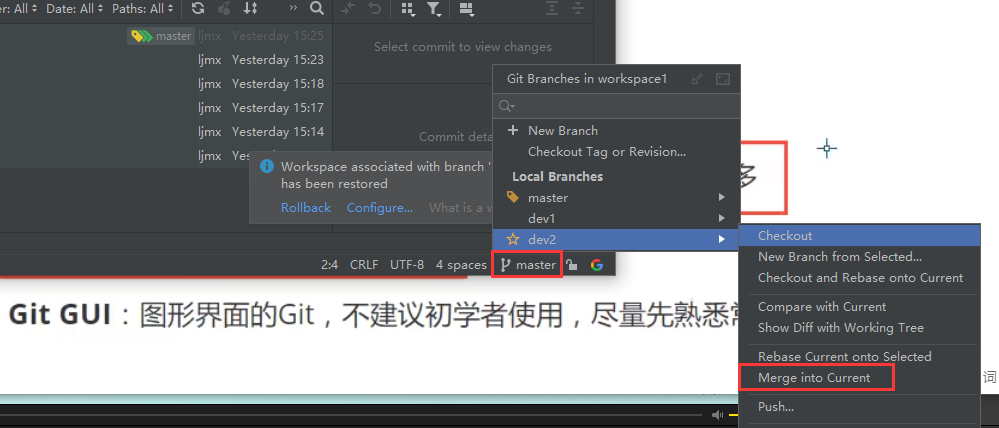 er: All Date: All Paths: All
master ljmx Yesterday 15:25
ljmx Yesterday 15:23
ljmx Yesterday 15:18
ljmx Yesterday 15:17
ljmx Yesterday 15:14
ljmx
Select commit to view changes
Commit deta
Workspace associated with branch '
has been restored
Rollback Configure... What is a
Git Branches in workspace1
New Branch
Checkout Tag or Revision...
Local Branches
master
dev1
dev2
2:4 CRLF UTF-8 4 spaces master
Checkout
New Branch from Selected...
Checkout and Rebase onto Current
Compare with Current
Show Diff with Working Tree
Rebase Current onto Selected
Merge into Current
Push...
多
Git GUI：图形界面的Git，不建议初学者使用，尽量先熟悉常
词